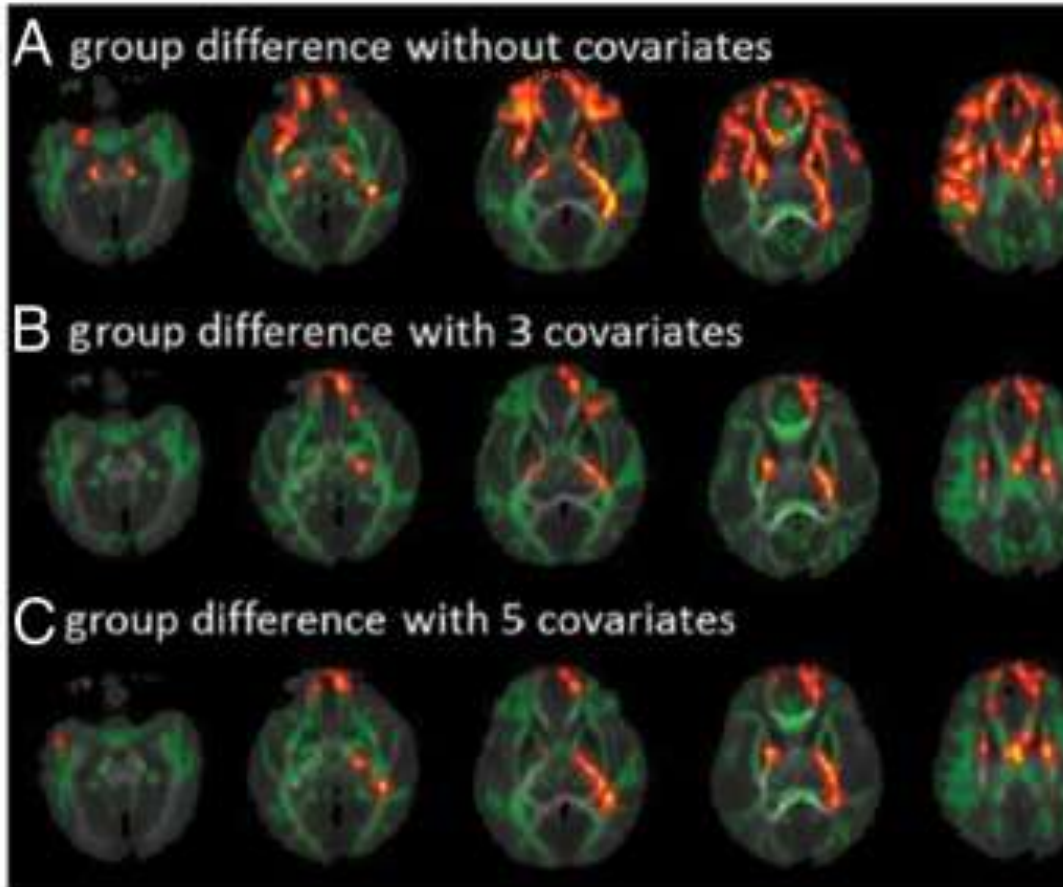 A group difference without covariates
B group difference with 3 covariates
C group difference with 5 covariates